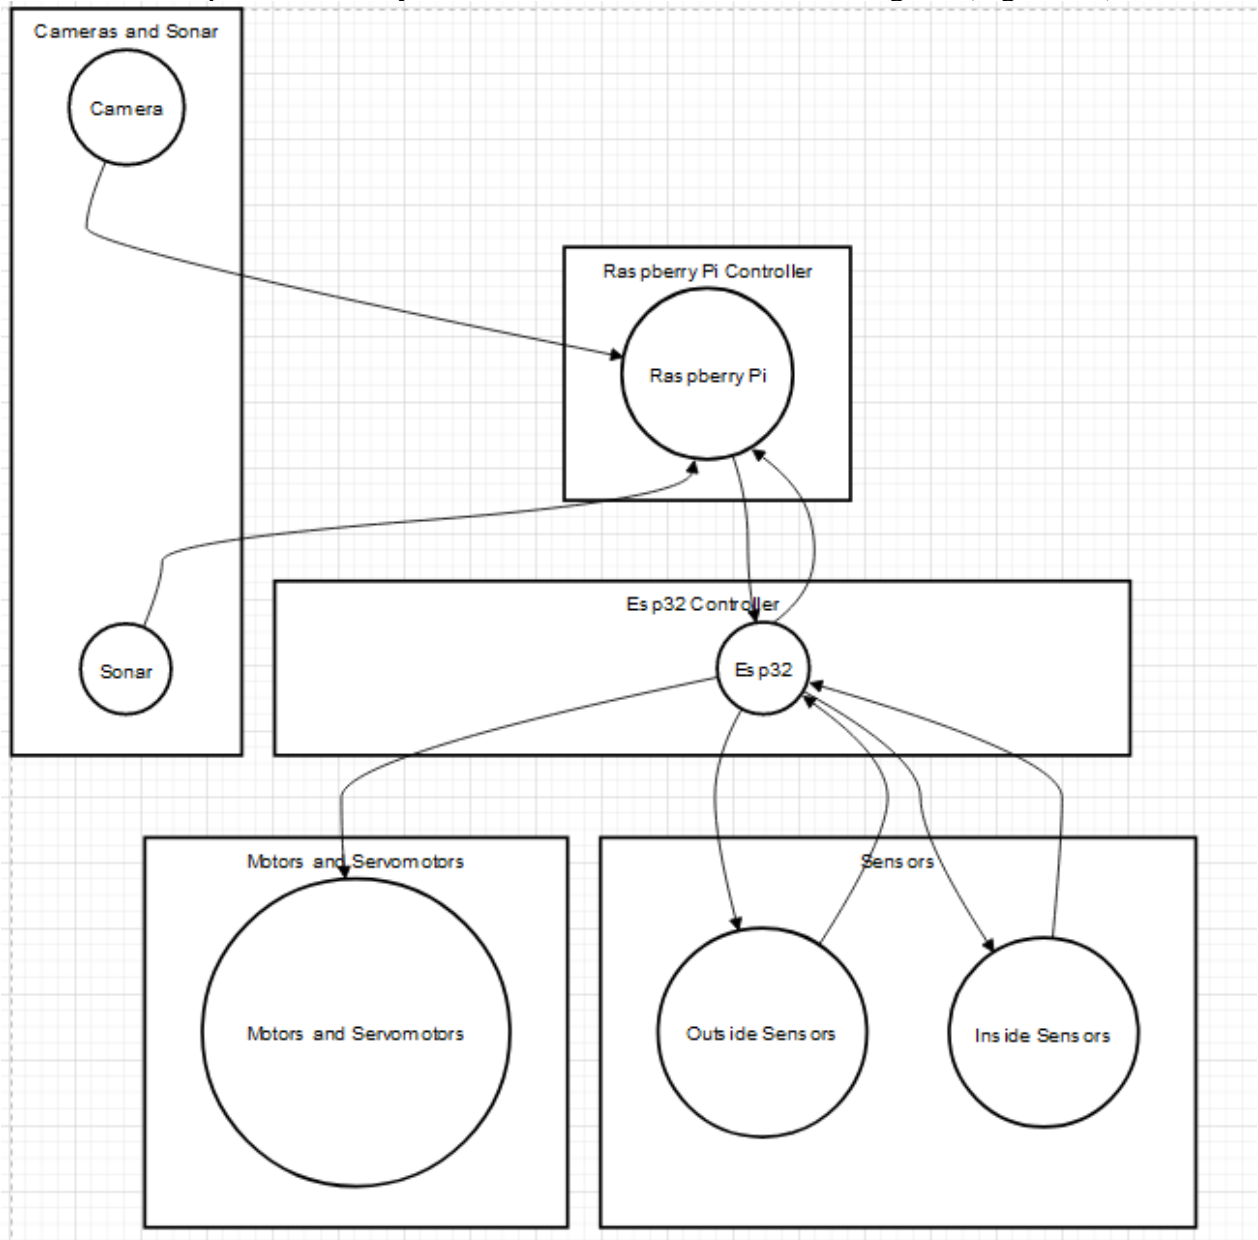 Cameras and Sonar
Camera
Raspberry Pi Controller
Raspberry Pi
Esp32 Controller
Esp32
Sonar
Motors and Servomotors
Sensors
Motors and Servomotors
Outside Sensors
Inside Sensors